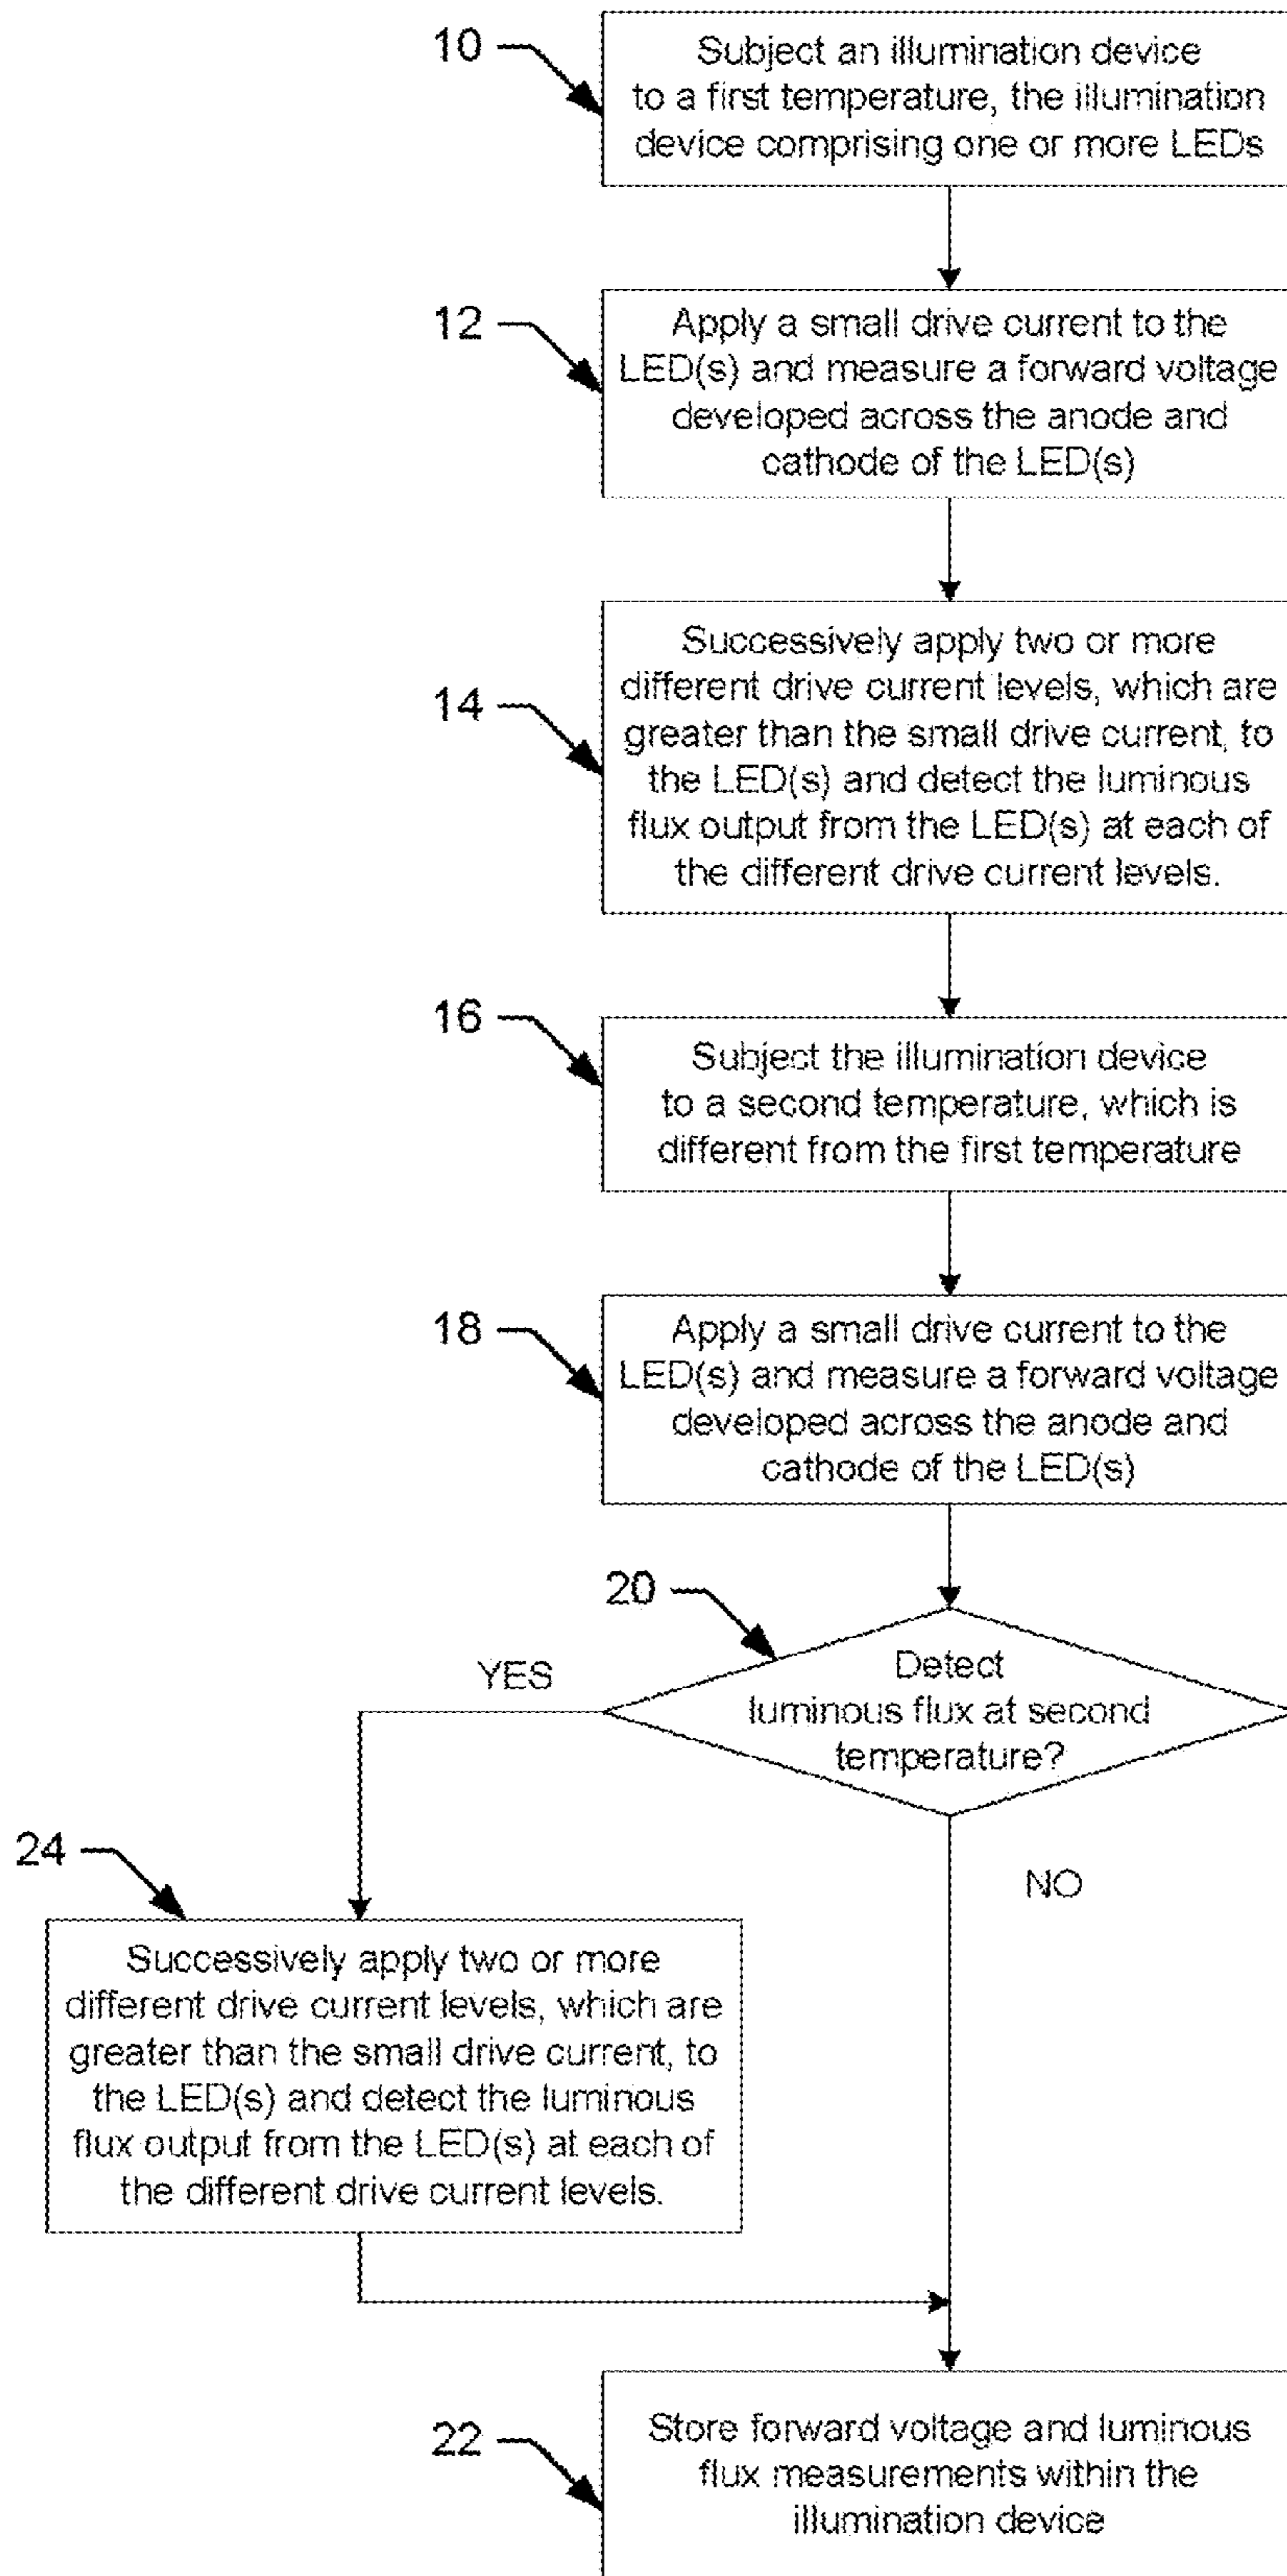 10
Subject an illumination device
to a first temperature, the illumination
device comprising one or more LEDs
12
Apply a small drive current to the
LED(s) and measure a forward voltage
developed across the anode and
cathode of the LED(s)
14
Successively apply two or more
different drive current levels, which are
greater than the small drive current, to
the LED(s) and detect the luminous
flux output from the LED(s) at each of
the different drive current levels.
16
Subject the illumination device
to a second temperature, which is
different from the first temperature
18
Apply a small drive current to the
LED(s) and measure a forward voltage
developed across the anode and
cathode of the LED(s)
20
Detect
luminous flux at second
temperature?
YES
NO
24
Successively apply two or more
different drive current levels, which are
greater than the small drive current, to
the LED(s) and detect the luminous
flux output from the LED(s) at each of
the different drive current levels.
22
Store forward voltage and luminous
flux measurements within the
illumination device